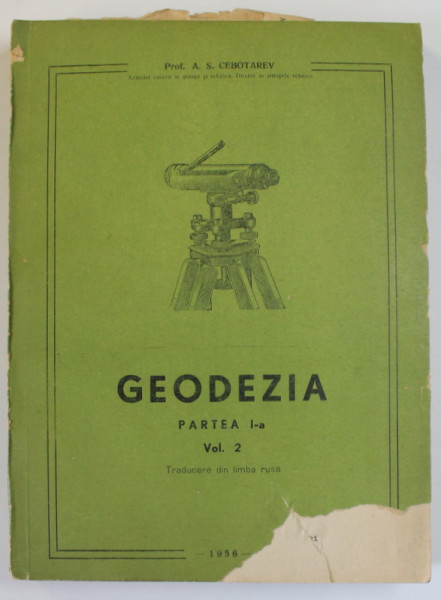 Prof. A. S. CEBOTAREV
GEODEZIA
PARTEA I-a
Vol. 2
Traducere din limba rusă
— 1956 —